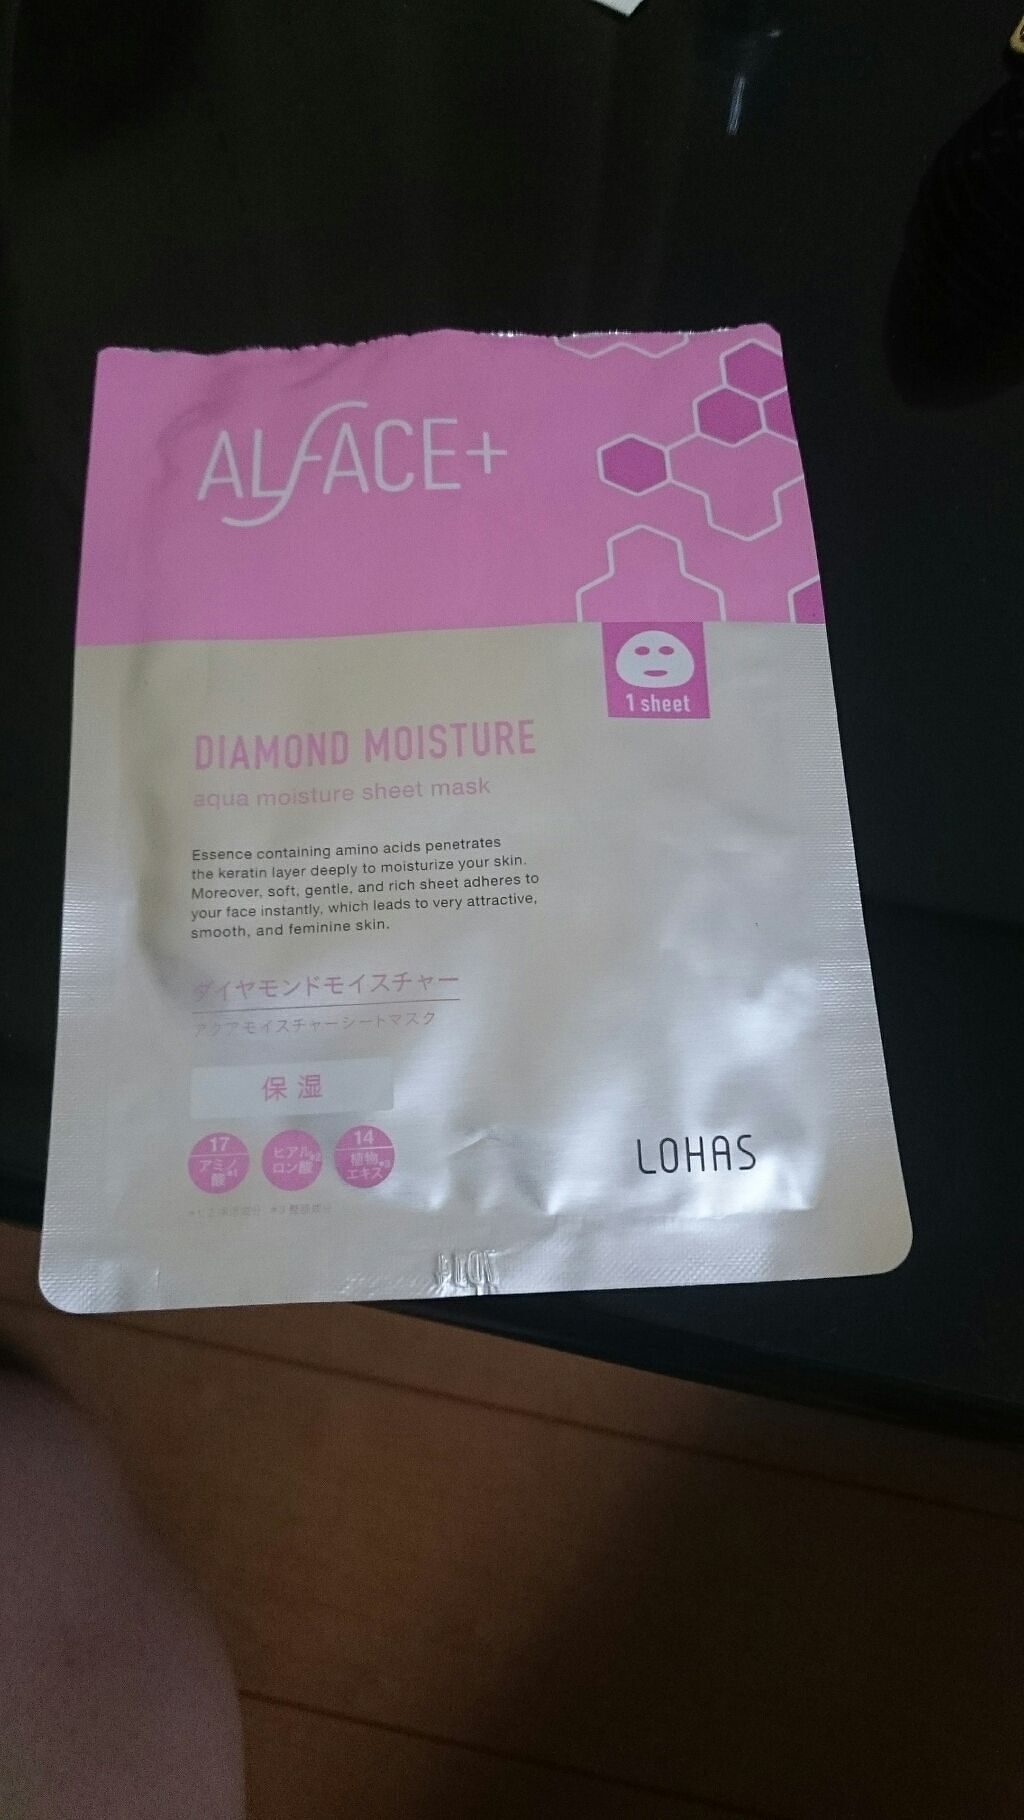 ALFACE+
1 sheet
DIAMOND MOISTURE
aqua moisture sheet mask
Essence containing amino acids penetrates
the keratin layer deeply to moisturize your skin.
Moreover, soft, gentle, and rich sheet adheres to
your face instantly, which leads to very attractive,
smooth, and feminine skin.
ダイヤモンドモイスチャー
アクアモイスチャーシートマスク
保湿
17
アミノ
酸*1
ヒアル*2
ロン酸
14
植物*3
エキス
LOHAS